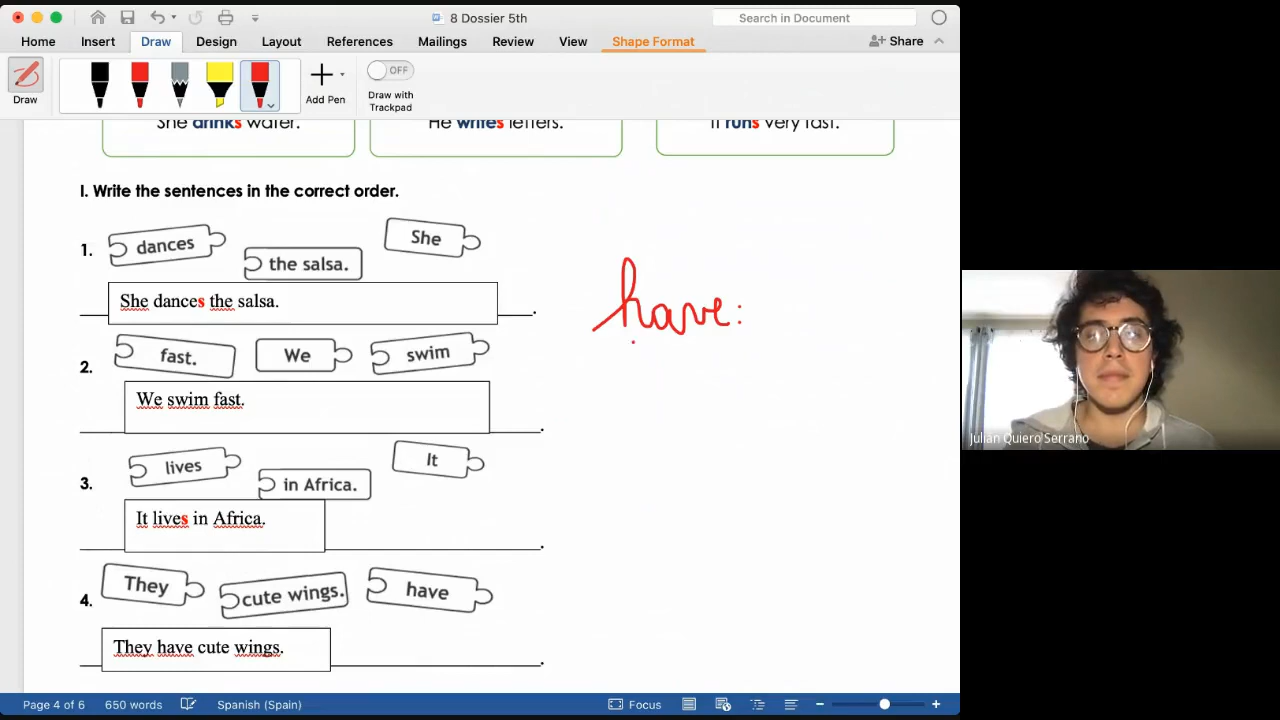 8 Dossier 5th
Search in Document
Home Insert Draw Design Layout References Mailings Review View Shape Format Share
OFF
Draw Add Pen Draw with
Trackpad
She drinks water. He writes letters. It runs very fast.
I. Write the sentences in the correct order.
1. dances the salsa. She
She dances the salsa.
have:
2. fast. We swim
We swim fast.
3. lives in Africa. It
It lives in Africa.
4. They cute wings. have
They have cute wings.
Julian Quiero Serrano
Page 4 of 6 650 words Spanish (Spain) Focus